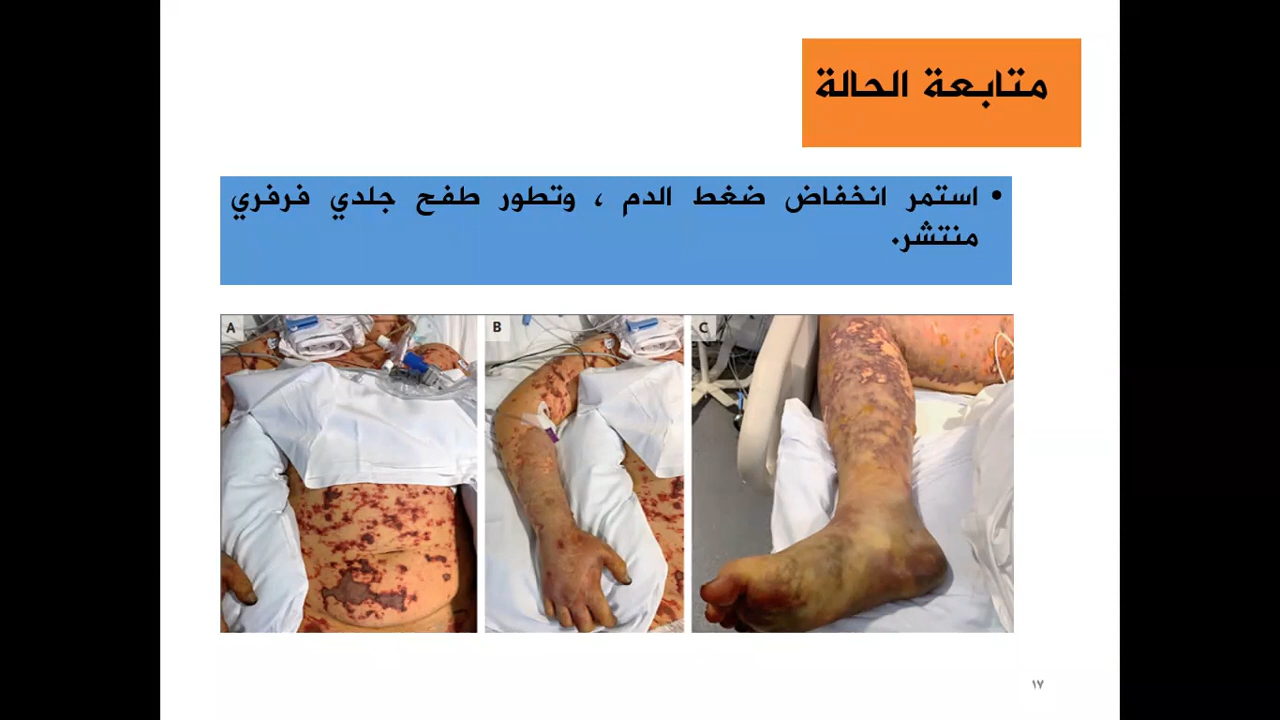 متابعة الحالة
• استمر انخفاض ضغط الدم ، وتطور طفح جلدي فرفري
منتشر.
A
B
C
١٧